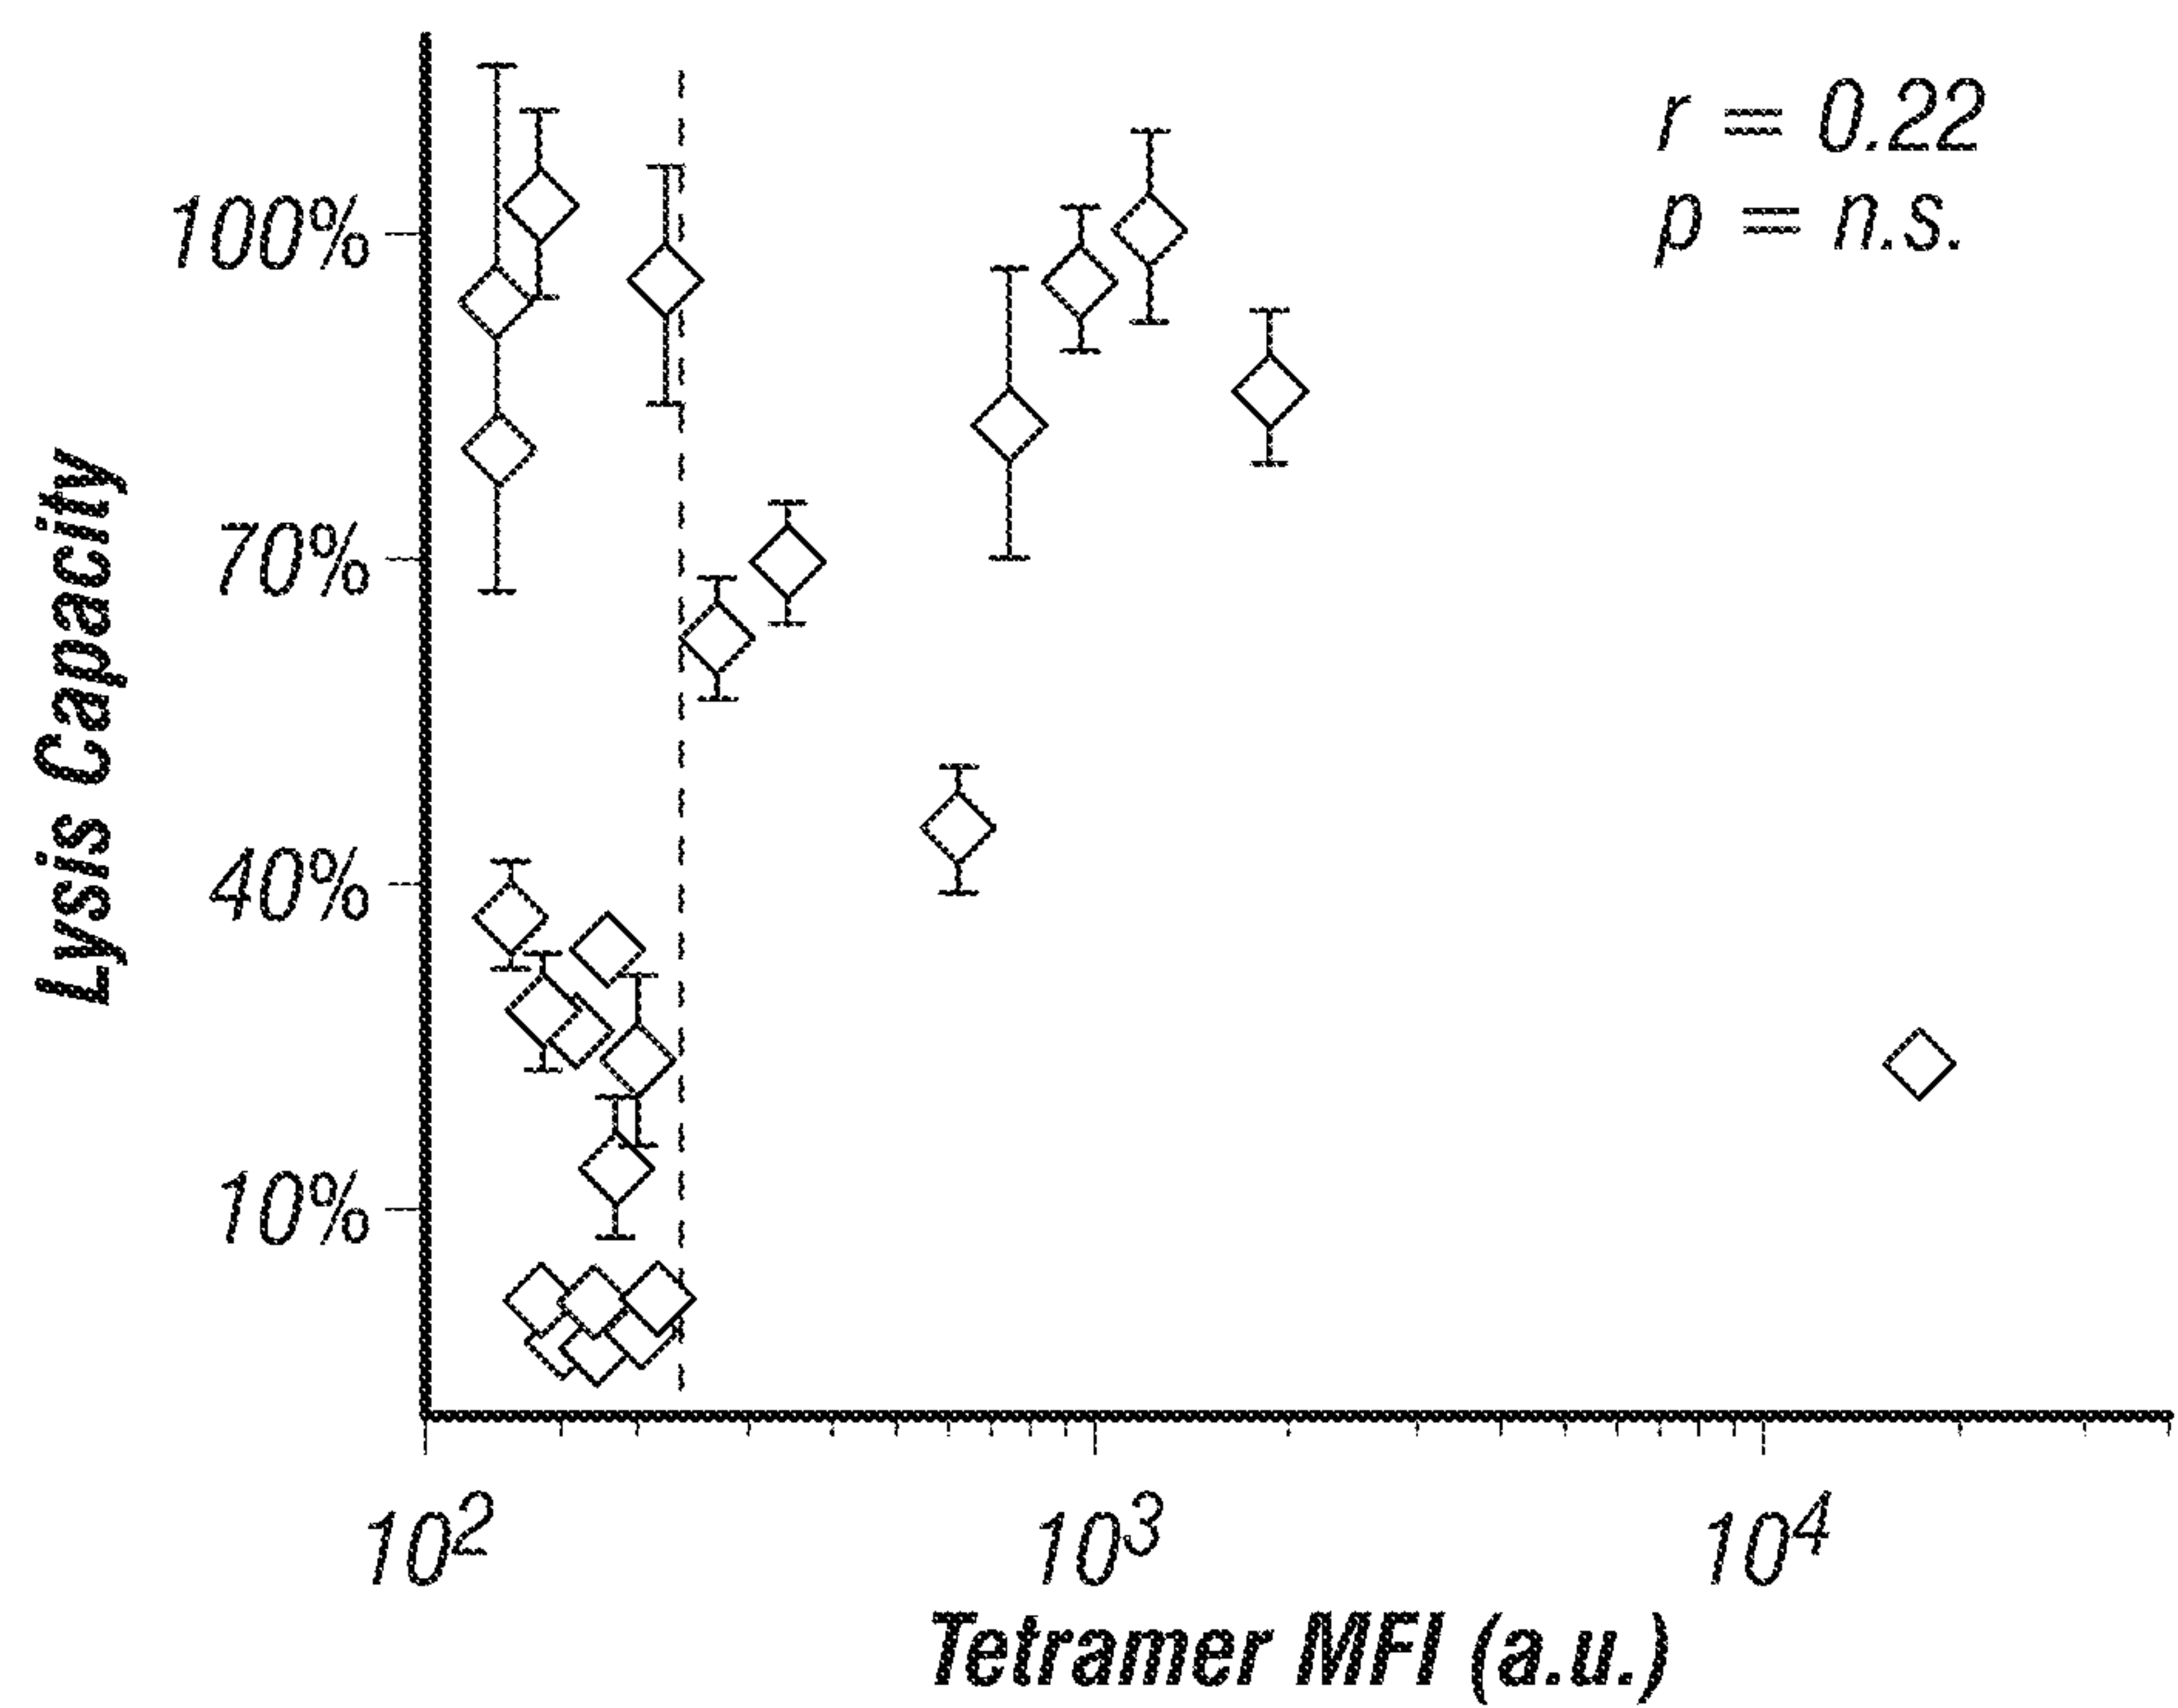 r = 0.22
p = n.s.
100%
70%
40%
10%
Lysis Capacity
10²
10³
10⁴
Tetramer MFI (a.u.)